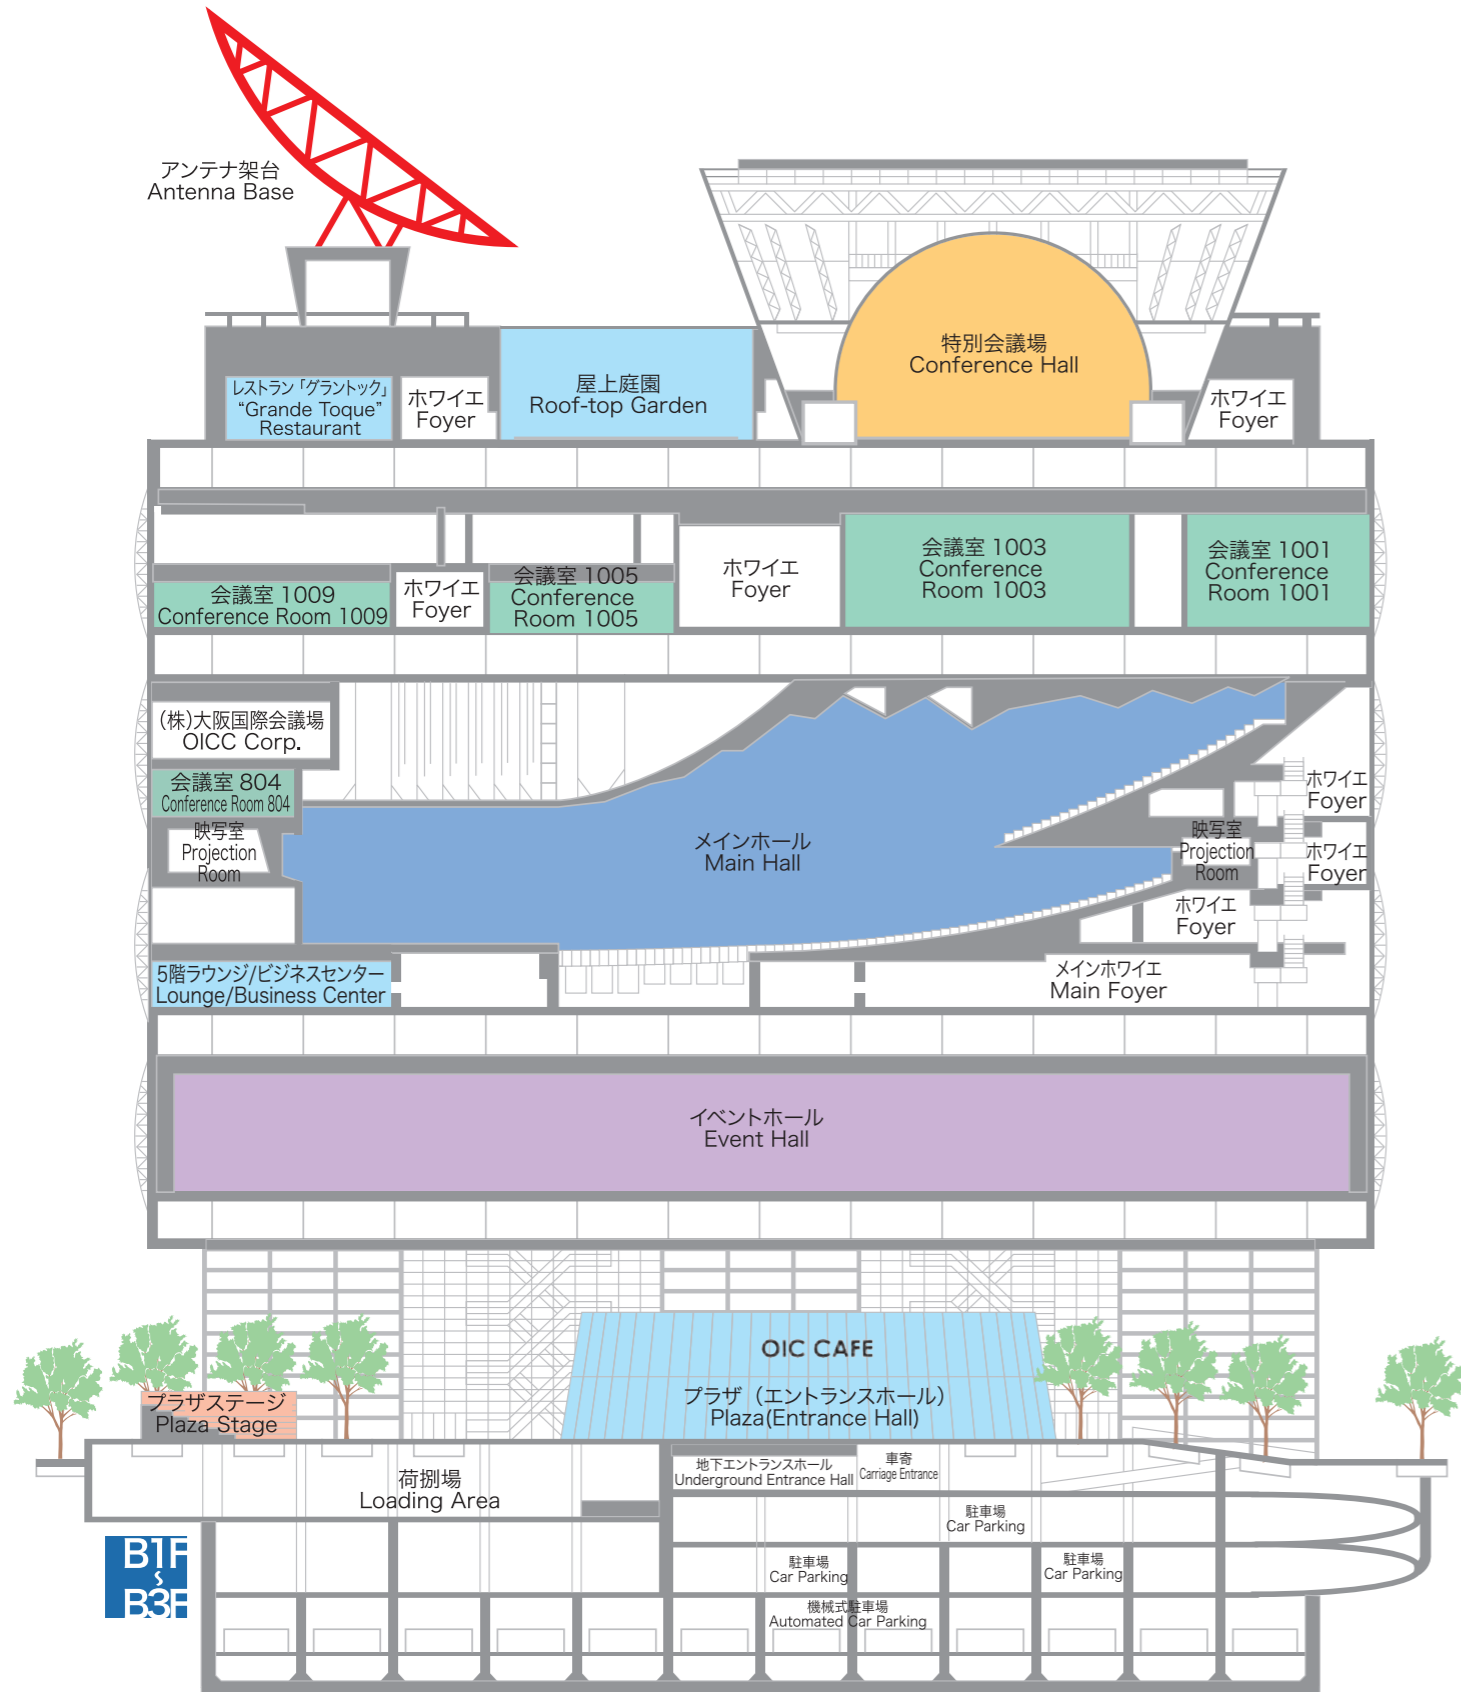 アンテナ架台
Antenna Base
特別会議場
Conference Hall
レストラン「グラントック」
“Grande Toque”
Restaurant
ホワイエ
Foyer
屋上庭園
Roof-top Garden
ホワイエ
Foyer
会議室 1009
Conference Room 1009
ホワイエ
Foyer
会議室 1005
Conference
Room 1005
ホワイエ
Foyer
会議室 1003
Conference
Room 1003
会議室 1001
Conference
Room 1001
(株)大阪国際会議場
OICC Corp.
会議室 804
Conference Room 804
映写室
Projection
Room
メインホール
Main Hall
ホワイエ
Foyer
映写室
Projection
Room
ホワイエ
Foyer
ホワイエ
Foyer
5階ラウンジ/ビジネスセンター
Lounge/Business Center
メインホワイエ
Main Foyer
イベントホール
Event Hall
OIC CAFE
プラザ（エントランスホール）
Plaza(Entrance Hall)
プラザステージ
Plaza Stage
荷捌場
Loading Area
地下エントランスホール
Underground Entrance Hall
車寄
Carriage Entrance
駐車場
Car Parking
駐車場
Car Parking
駐車場
Car Parking
機械式駐車場
Automated Car Parking
B1F
〜
B3F